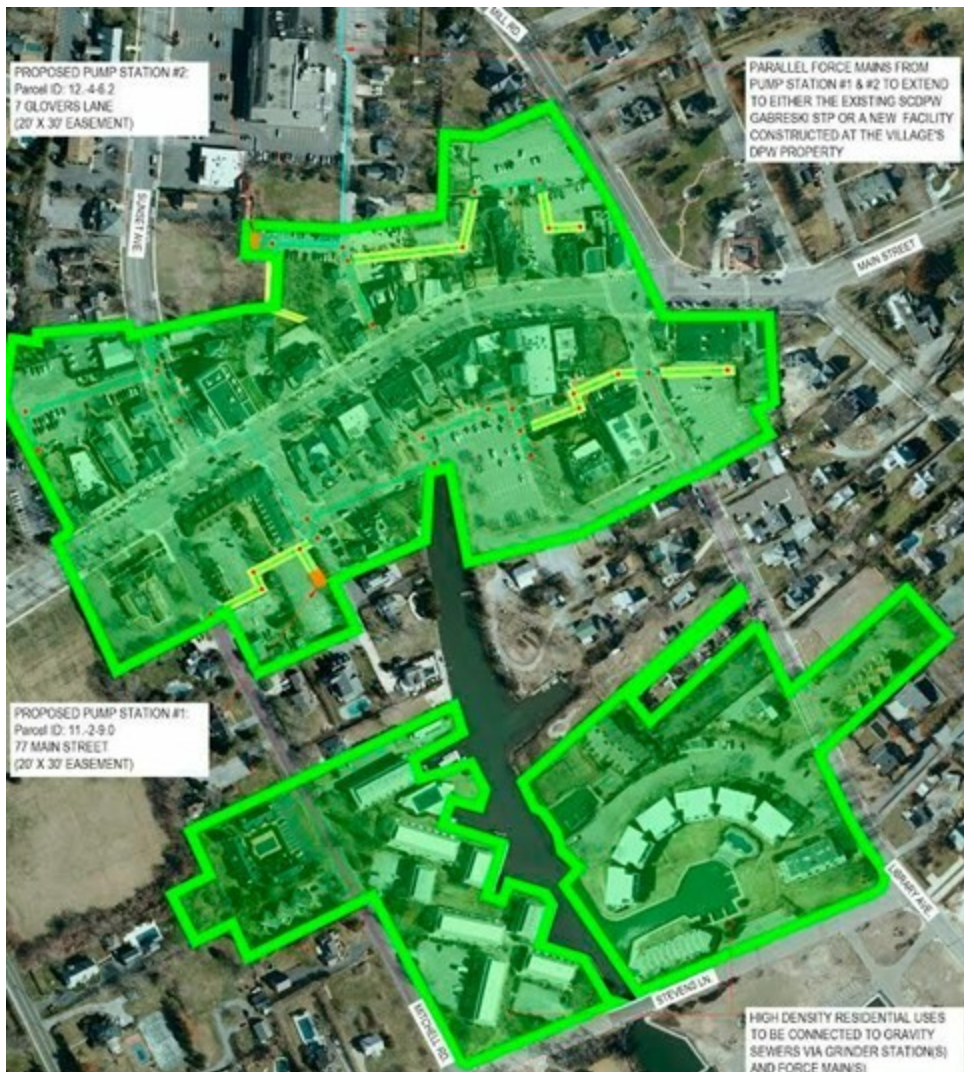 MILL RD
PROPOSED PUMP STATION #2:
Parcel ID: 12.-4-6.2
7 GLOVERS LANE
(20' X 30' EASEMENT)
PARALLEL FORCE MAINS FROM
PUMP STATION #1 & #2 TO EXTEND
TO EITHER THE EXISTING SCDPW
GABRESKI STP OR A NEW FACILITY
CONSTRUCTED AT THE VILLAGE'S
DPW PROPERTY
SUNSET AVE
MAIN STREET
PROPOSED PUMP STATION #1:
Parcel ID: 11.-2-9.0
77 MAIN STREET
(20' X 30' EASEMENT)
LIBRARY AVE
STEVENS LN
MITCHELL RD
HIGH DENSITY RESIDENTIAL USES
TO BE CONNECTED TO GRAVITY
SEWERS VIA GRINDER STATION(S)
AND FORCE MAIN(S)